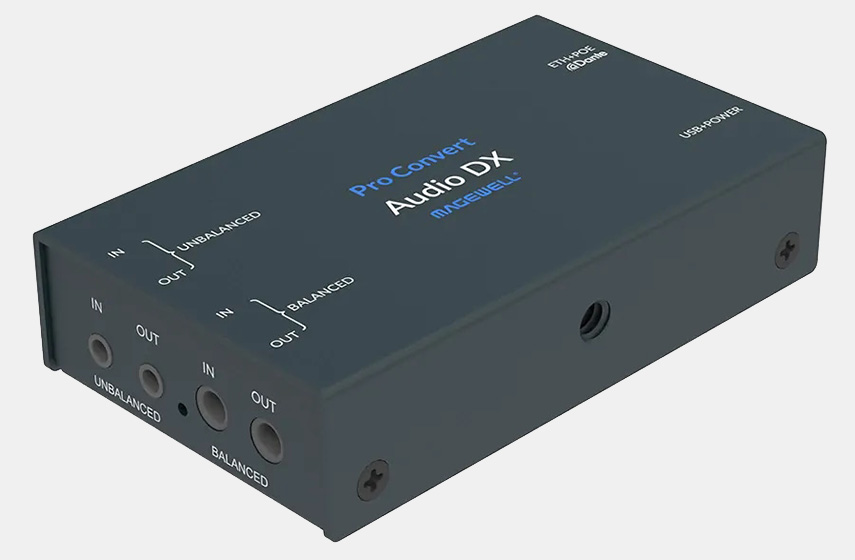 ETH+POE
Dante
USB+POWER
Pro Convert
Audio DX
MAGEWELL®
IN
OUT
UNBALANCED
IN
OUT
BALANCED
IN
OUT
UNBALANCED
IN
OUT
BALANCED